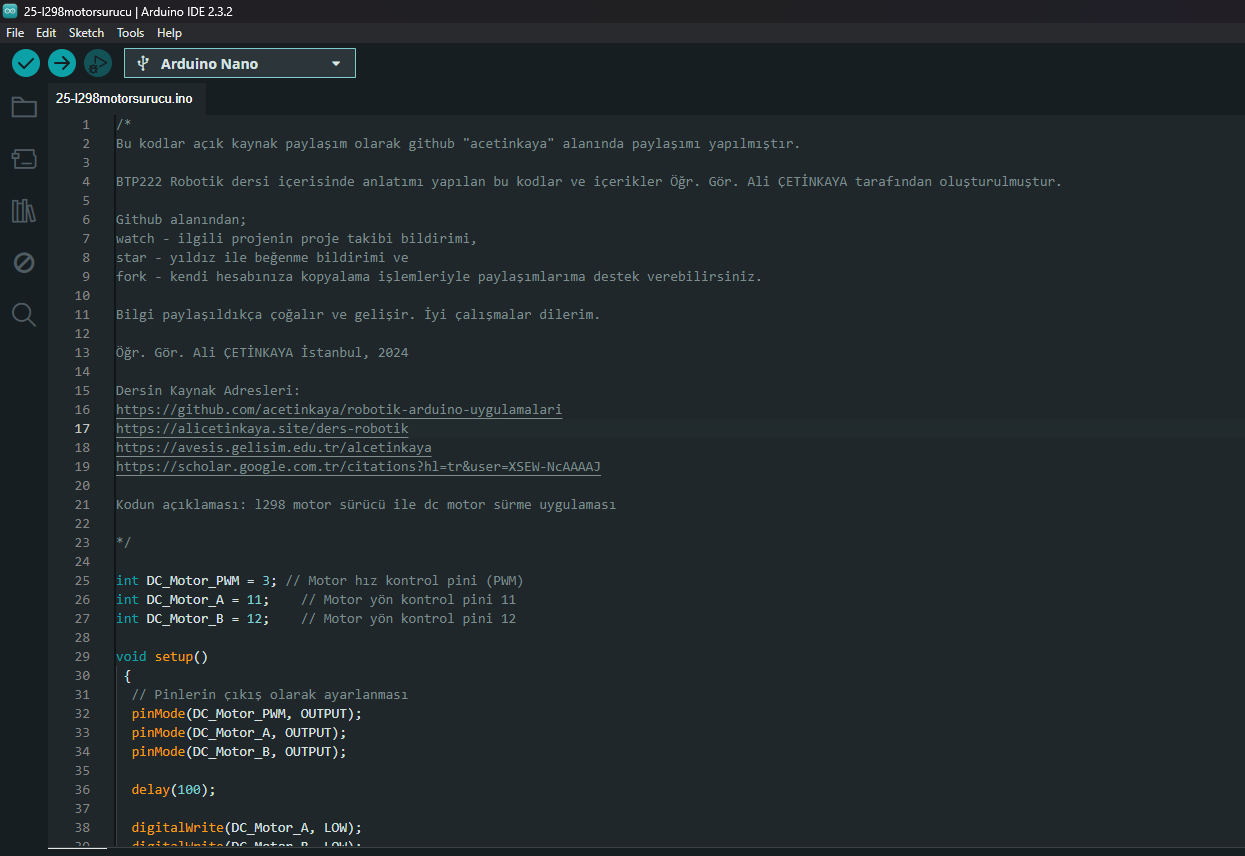 25-l298motorsurucu | Arduino IDE 2.3.2
File Edit Sketch Tools Help
Arduino Nano
25-l298motorsurucu.ino
1 /*
2 Bu kodlar açık kaynak paylaşım olarak github "acetinkaya" alanında paylaşımı yapılmıştır.
3
4 BTP222 Robotik dersi içerisinde anlatımı yapılan bu kodlar ve içerikler Öğr. Gör. Ali ÇETİNKAYA tarafından oluşturulmuştur.
5
6 Github alanından;
7 watch - ilgili projenin proje takibi bildirimi,
8 star - yıldız ile beğenme bildirimi ve
9 fork - kendi hesabınıza kopyalama işlemleriyle paylaşımlarıma destek verebilirsiniz.
10
11 Bilgi paylaşıldıkça çoğalır ve gelişir. İyi çalışmalar dilerim.
12
13 Öğr. Gör. Ali ÇETİNKAYA İstanbul, 2024
14
15 Dersin Kaynak Adresleri:
16 https://github.com/acetinkaya/robotik-arduino-uygulamalari
17 https://alicetinkaya.site/ders-robotik
18 https://avesis.gelisim.edu.tr/alcetinkaya
19 https://scholar.google.com.tr/citations?hl=tr&user=XSEW-NcAAAAJ
20
21 Kodun açıklaması: l298 motor sürücü ile dc motor sürme uygulaması
22
23 */
24
25 int DC_Motor_PWM = 3; // Motor hız kontrol pini (PWM)
26 int DC_Motor_A = 11; // Motor yön kontrol pini 11
27 int DC_Motor_B = 12; // Motor yön kontrol pini 12
28
29 void setup()
30 {
31 // Pinlerin çıkış olarak ayarlanması
32 pinMode(DC_Motor_PWM, OUTPUT);
33 pinMode(DC_Motor_A, OUTPUT);
34 pinMode(DC_Motor_B, OUTPUT);
35
36 delay(100);
37
38 digitalWrite(DC_Motor_A, LOW);
39 digitalWrite(DC_Motor_B, LOW);